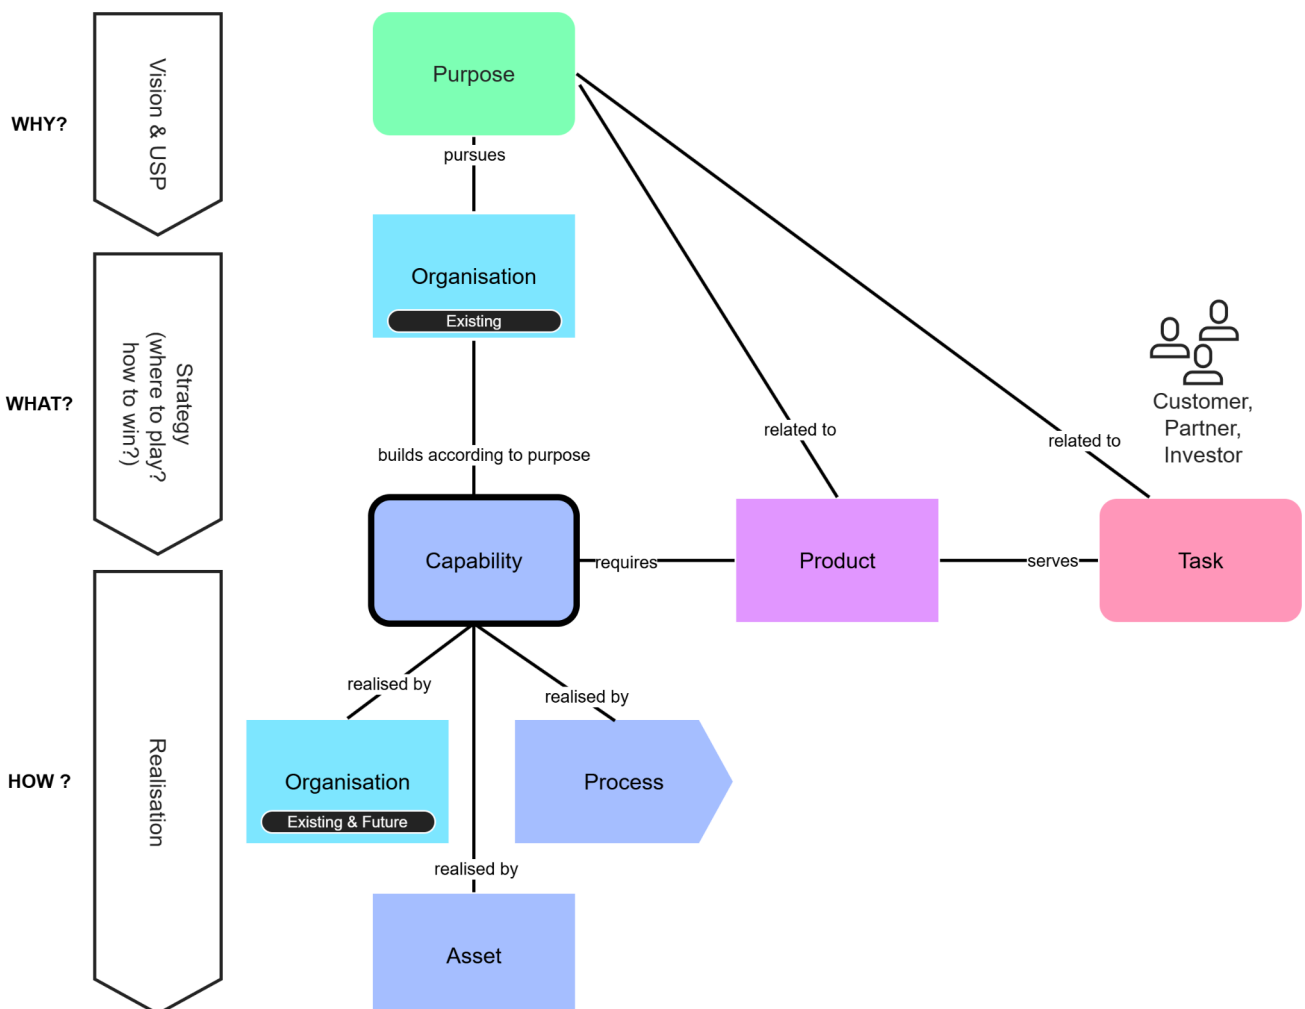 WHY?
Vision & USP
Purpose
pursues
Organisation
Existing
WHAT?
Strategy
(where to play?
how to win?)
builds according to purpose
related to
related to
Customer,
Partner,
Investor
Capability
requires
Product
serves
Task
realised by
realised by
HOW ?
Realisation
Organisation
Existing & Future
Process
realised by
Asset